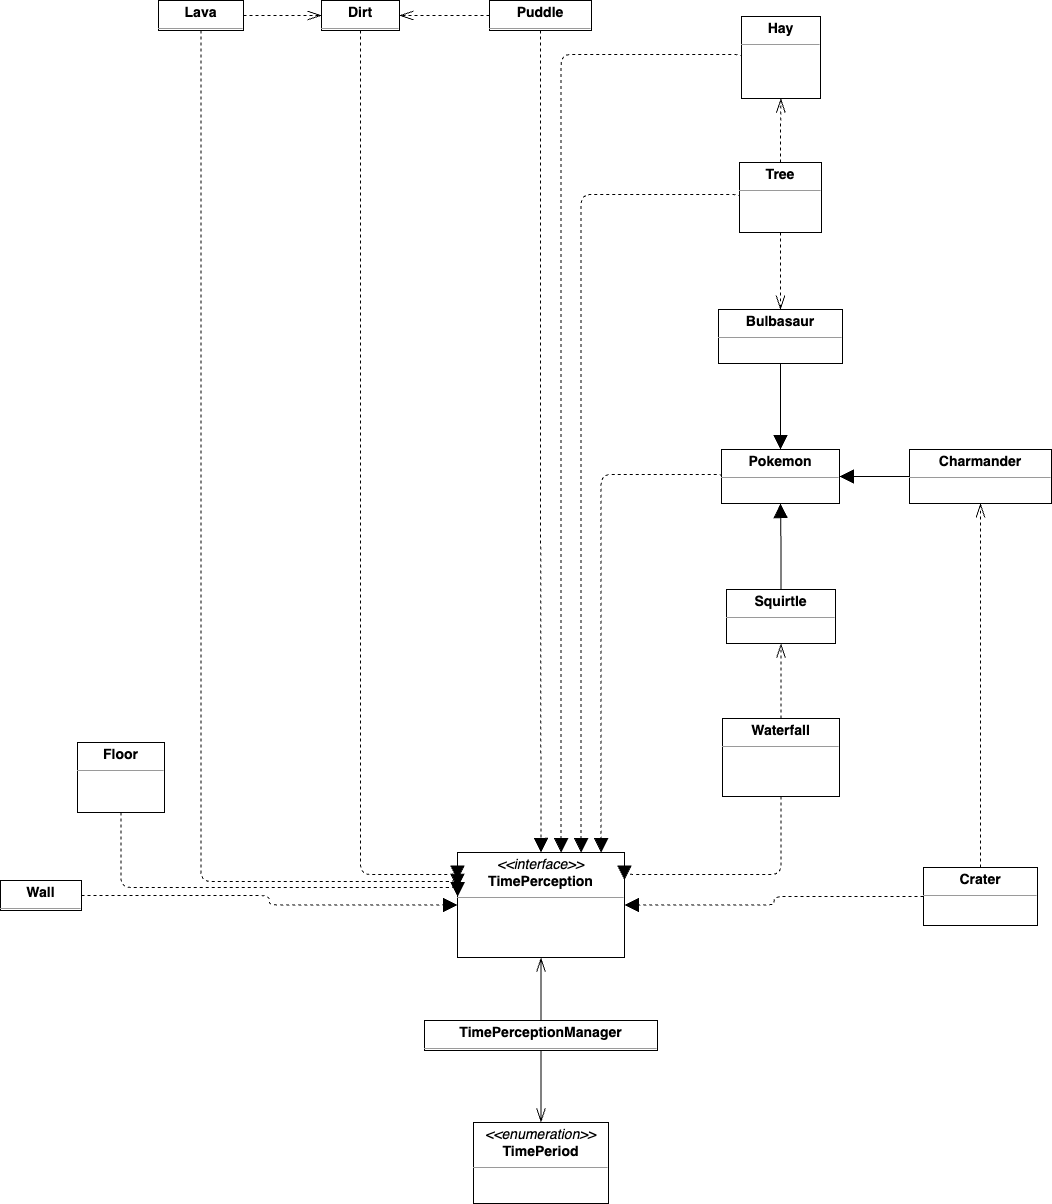 Lava
Dirt
Puddle
Hay
Tree
Bulbasaur
Pokemon
Charmander
Squirtle
Waterfall
Floor
<<interface>>
TimePerception
Wall
Crater
TimePerceptionManager
<<enumeration>>
TimePeriod